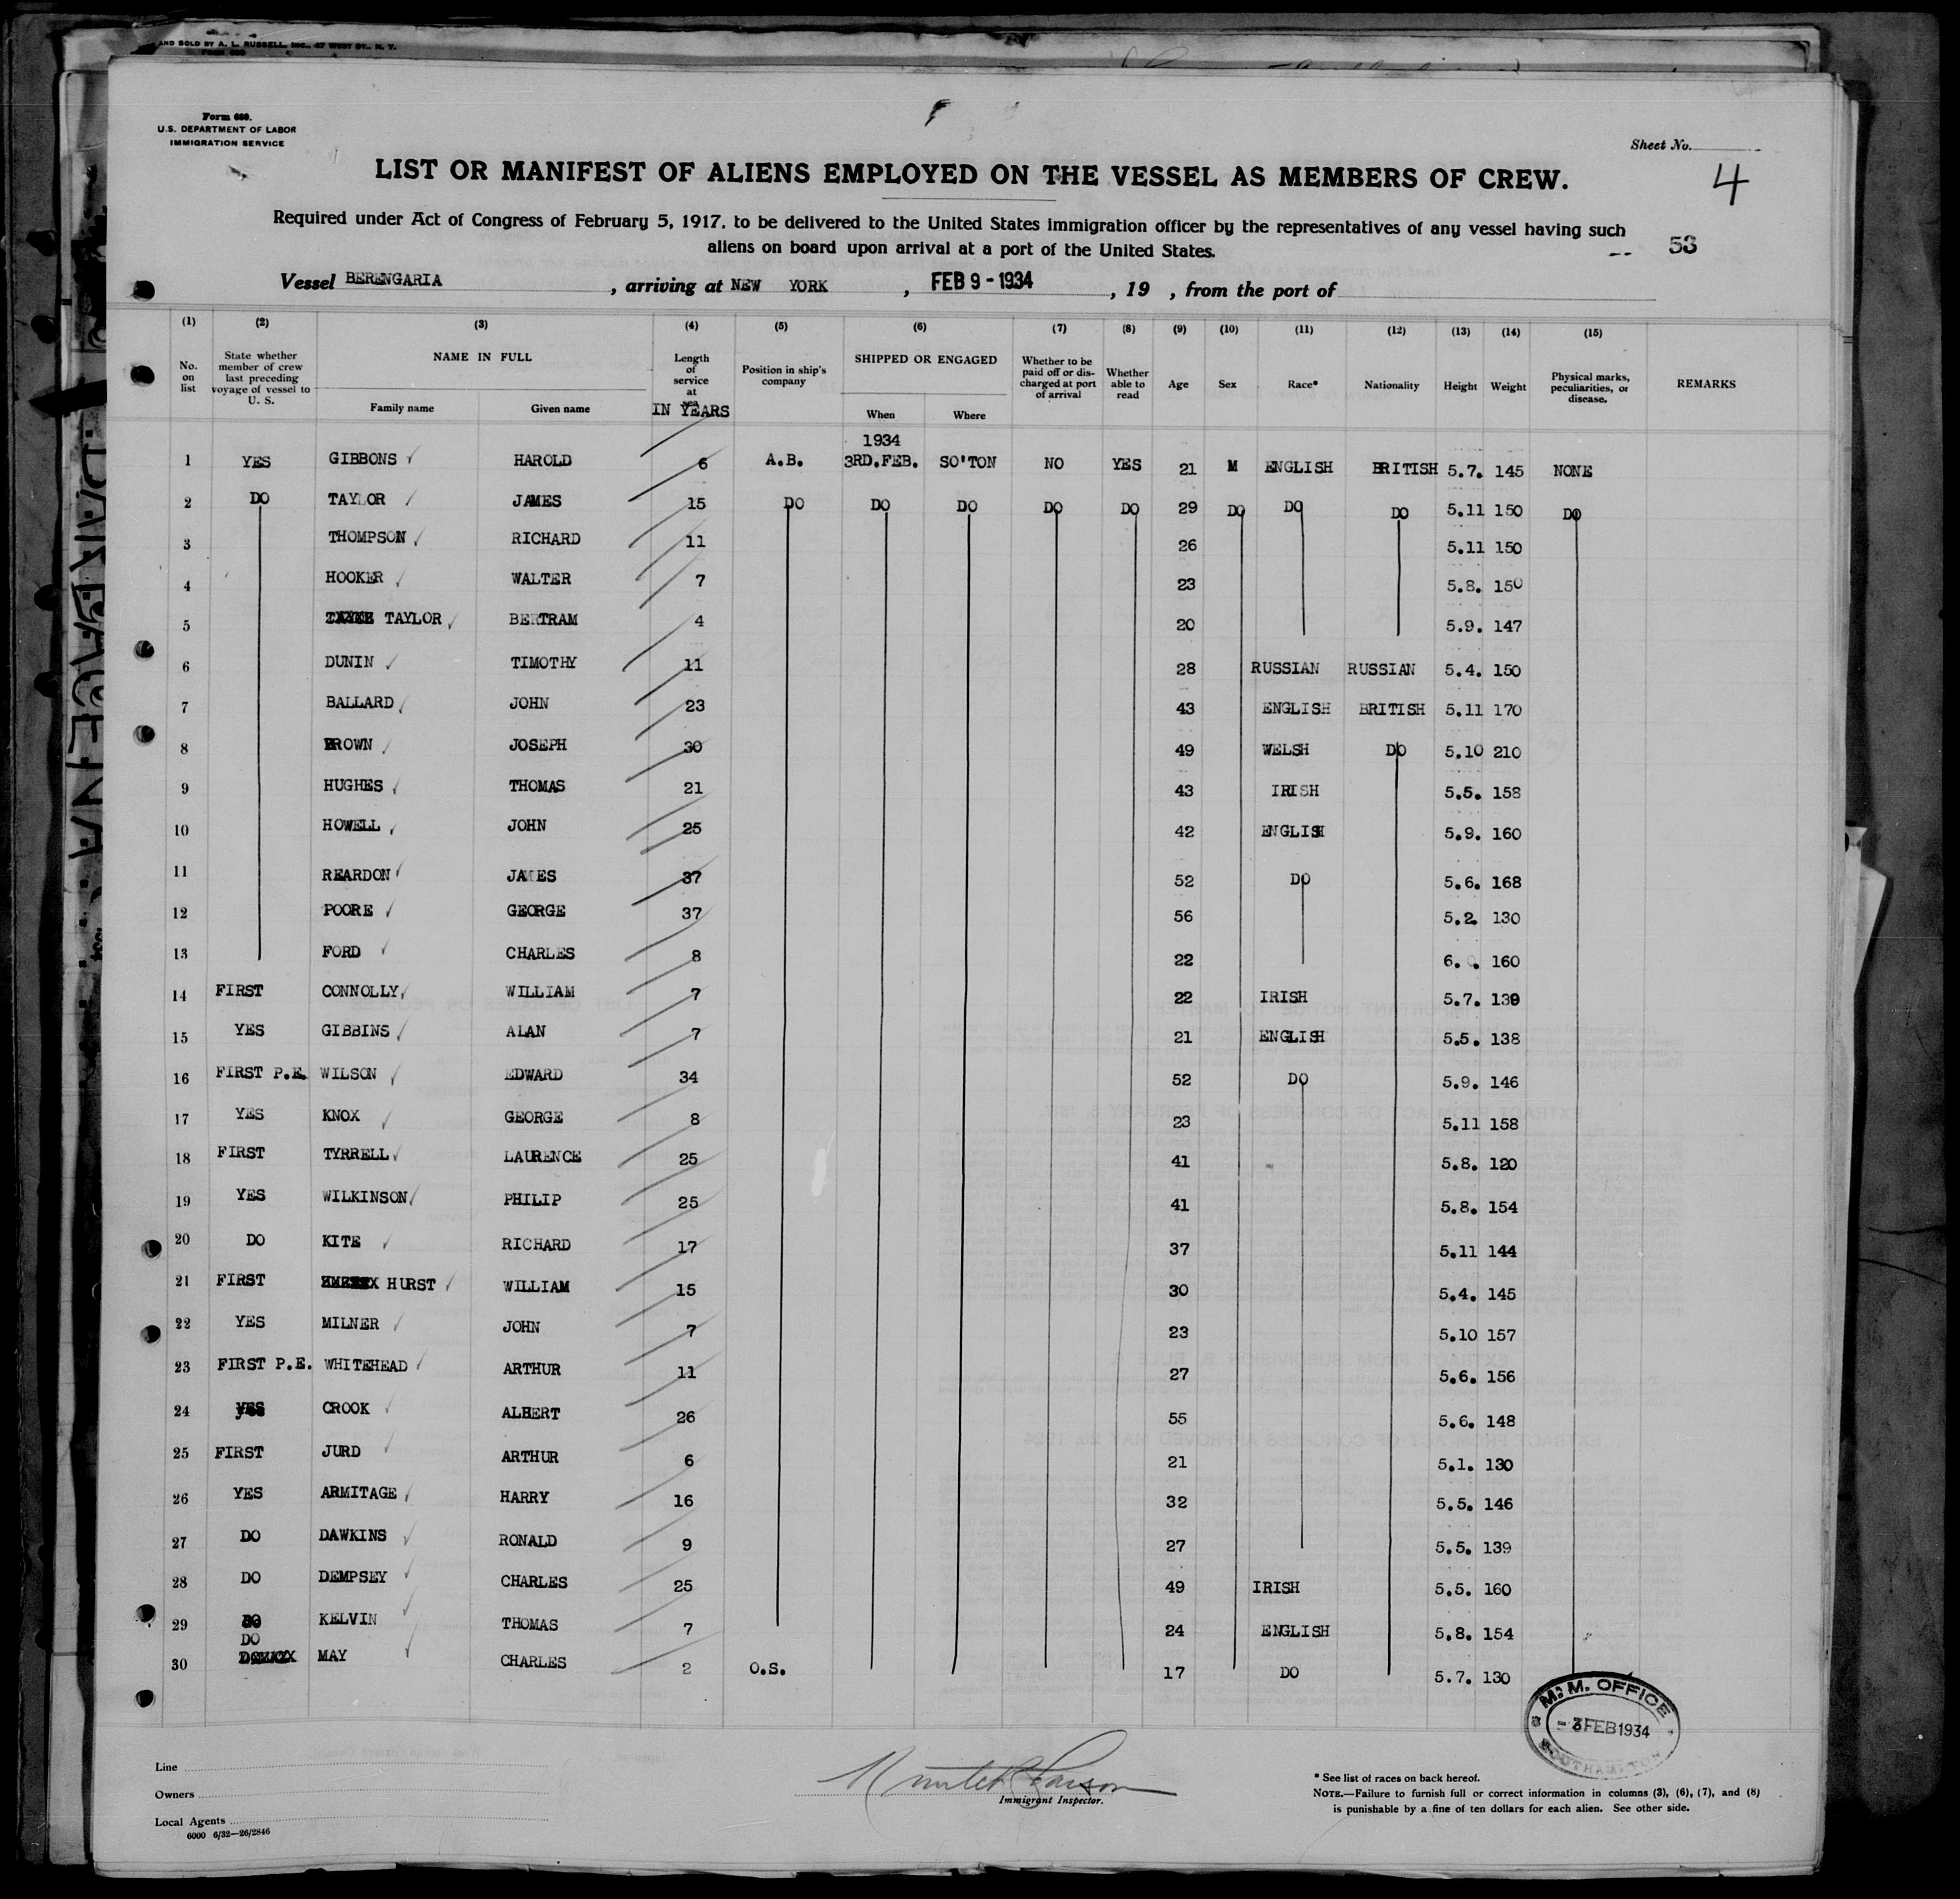 AND SOLD BY A. L. RUSSELL, INC., 47 WEST ST., N. Y.
Form 680.
U.S. DEPARTMENT OF LABOR
IMMIGRATION SERVICE
Sheet No.
4
LIST OR MANIFEST OF ALIENS EMPLOYED ON THE VESSEL AS MEMBERS OF CREW.
Required under Act of Congress of February 5, 1917, to be delivered to the United States immigration officer by the representatives of any vessel having such
aliens on board upon arrival at a port of the United States.
53
Vessel BERENGARIA , arriving at NEW YORK , FEB 9 - 1934 , 19 , from the port of
(1) (2) (3) (4) (5) (6) (7) (8) (9) (10) (11) (12) (13) (14) (15)
No. on list State whether member of crew last preceding voyage of vessel to U. S. NAME IN FULL Family name Given name Length of service at sea IN YEARS Position in ship's company SHIPPED OR ENGAGED When Where Whether to be paid off or discharged at port of arrival Whether able to read Age Sex Race* Nationality Height Weight Physical marks, peculiarities, or disease. REMARKS
1934
1 YES GIBBONS HAROLD 6 A.B. 3RD.FEB. SO'TON NO YES 21 M ENGLISH BRITISH 5.7. 145 NONE
2 DO TAYLOR JAMES 15 DO DO DO DO DO 29 DO DO DO 5.11 150 DO
3 THOMPSON RICHARD 11 26 5.11 150
4 HOOKER WALTER 7 23 5.8. 150
5 TAYLOR BERTRAM 4 20 5.9. 147
6 DUNIN TIMOTHY 11 28 RUSSIAN RUSSIAN 5.4. 150
7 BALLARD JOHN 23 43 ENGLISH BRITISH 5.11 170
8 BROWN JOSEPH 30 49 WELSH DO 5.10 210
9 HUGHES THOMAS 21 43 IRISH 5.5. 158
10 HOWELL JOHN 25 42 ENGLISH 5.9. 160
11 REARDON JAMES 37 52 DO 5.6. 168
12 POORE GEORGE 37 56 5.2. 130
13 FORD CHARLES 8 22 6. . 160
14 FIRST CONNOLLY WILLIAM 7 22 IRISH 5.7. 139
15 YES GIBBINS ALAN 7 21 ENGLISH 5.5. 138
16 FIRST P.E. WILSON EDWARD 34 52 DO 5.9. 146
17 YES KNOX GEORGE 8 23 5.11 158
18 FIRST TYRRELL LAURENCE 25 41 5.8. 120
19 YES WILKINSON PHILIP 25 41 5.8. 154
20 DO KITE RICHARD 17 37 5.11 144
21 FIRST HURST WILLIAM 15 30 5.4. 145
22 YES MILNER JOHN 7 23 5.10 157
23 FIRST P.E. WHITEHEAD ARTHUR 11 27 5.6. 156
24 YES CROOK ALBERT 26 55 5.6. 148
25 FIRST JURD ARTHUR 6 21 5.1. 130
26 YES ARMITAGE HARRY 16 32 5.5. 146
27 DO DAWKINS RONALD 9 27 5.5. 139
28 DO DEMPSEY CHARLES 25 49 IRISH 5.5. 160
29 DO KELVIN THOMAS 7 24 ENGLISH 5.8. 154
30 DO MAY CHARLES 2 O.S. 17 DO 5.7. 130
M. M. OFFICE
- 3 FEB 1934
SOUTHAMPTON
Line
Owners
Local Agents
6000 6/32—26/2846
Immigrant Inspector.
* See list of races on back hereof.
NOTE.—Failure to furnish full or correct information in columns (3), (6), (7), and (8)
is punishable by a fine of ten dollars for each alien. See other side.